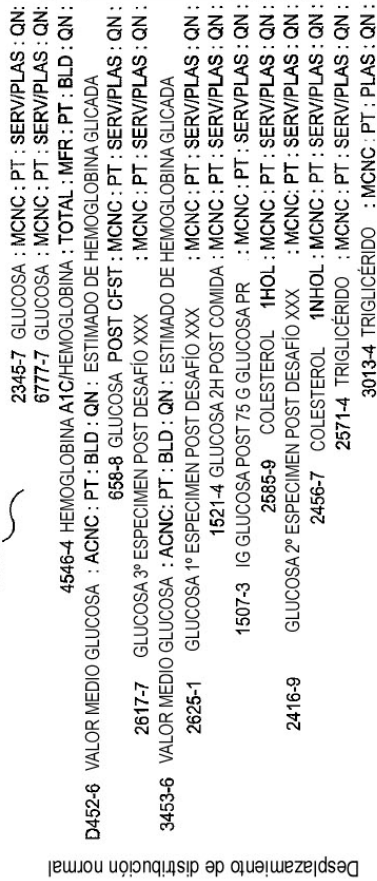 2345-7 GLUCOSA : MCNC : PT : SERV/PLAS : QN:
6777-7 GLUCOSA : MCNC : PT : SERV/PLAS : QN :
4546-4 HEMOGLOBINA A1C/HEMOGLOBINA : TOTAL : MFR : PT : BLD : QN :
D452-6 VALOR MEDIO GLUCOSA : ACNC : PT : BLD : QN : ESTIMADO DE HEMOGLOBINA GLICADA
658-8 GLUCOSA POST CFST : MCNC : PT : SERV/PLAS : QN :
2617-7 GLUCOSA 3º ESPECIMEN POST DESAFÍO XXX : MCNC : PT : SERV/PLAS : QN :
3453-6 VALOR MEDIO GLUCOSA : ACNC: PT : BLD : QN : ESTIMADO DE HEMOGLOBINA GLICADA
2625-1 GLUCOSA 1º ESPECIMEN POST DESAFÍO XXX : MCNC : PT : SERV/PLAS : QN :
1521-4 GLUCOSA 2H POST COMIDA : MCNC : PT : SERV/PLAS : QN :
1507-3 IG GLUCOSA POST 75 G GLUCOSA PR : MCNC : PT : SERV/PLAS : QN :
2585-9 COLESTEROL 1HOL : MCNC : PT : SERV/PLAS : QN :
2416-9 GLUCOSA 2º ESPECIMEN POST DESAFÍO XXX : MCNC: PT : SERV/PLAS : QN :
2456-7 COLESTEROL 1NHOL : MCNC : PT : SERV/PLAS : QN :
2571-4 TRIGLICÉRIDO : MCNC : PT : SERV/PLAS : QN :
3013-4 TRIGLICÉRIDO : MCNC : PT : PLAS : QN :
Desplazamiento de distribución normal